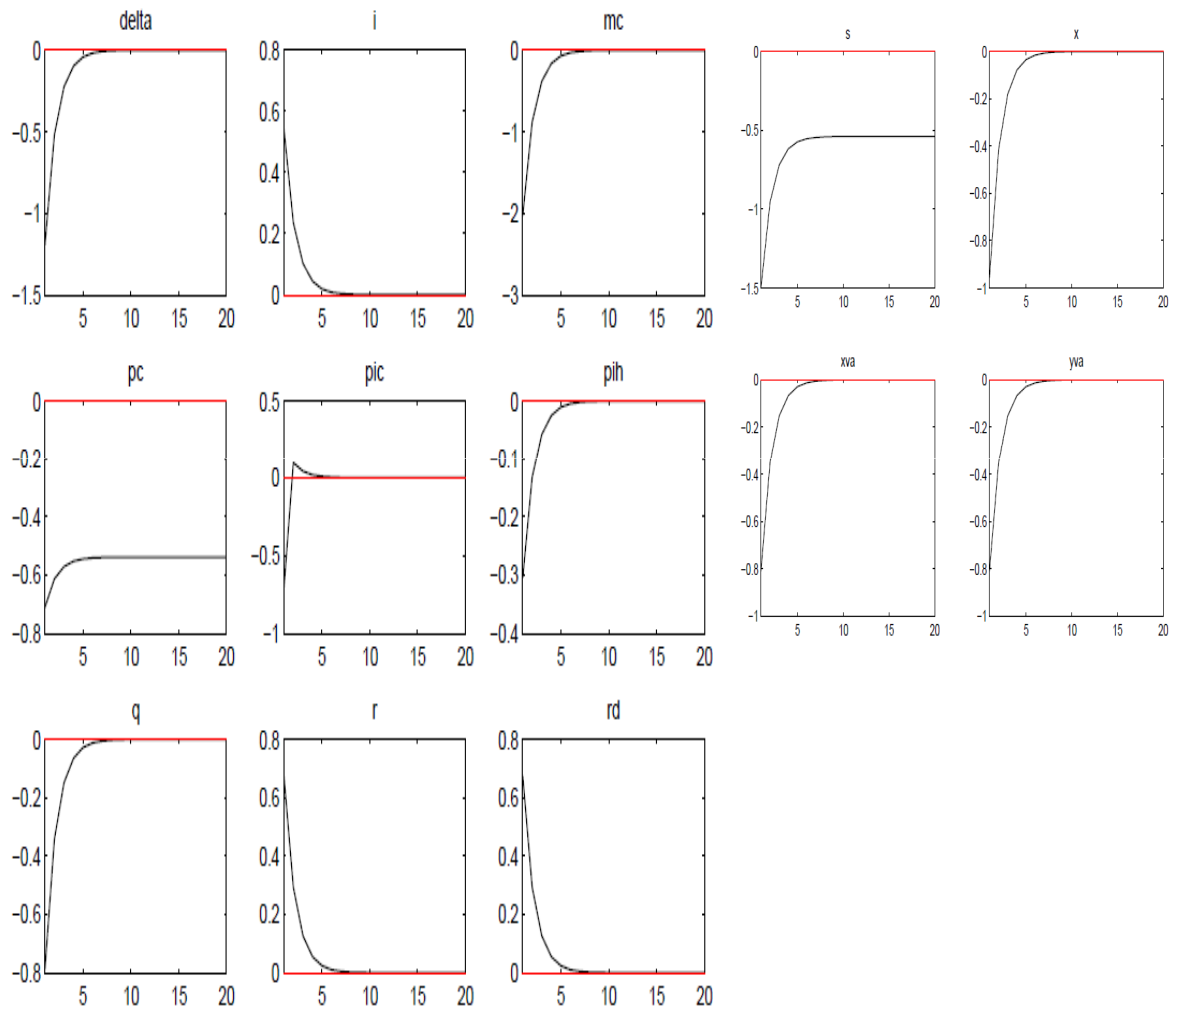 delta i mc s x
0 0.8 0 0 0
−0.5 0.6 −1 −0.5 −0.2
−1 0.4 −2 −1 −0.4
−1.5 0.2 −3 −1.5 −0.6
0 −0.8
−1
5 10 15 20 5 10 15 20 5 10 15 20 5 10 15 20 5 10 15 20
pc pic pih xva yva
0 0.5 0 0 0
−0.2 0 −0.1 −0.2 −0.2
−0.4 −0.5 −0.2 −0.4 −0.4
−0.6 −1 −0.3 −0.6 −0.6
−0.8 −0.4 −0.8 −0.8
−1 −1
5 10 15 20 5 10 15 20 5 10 15 20 5 10 15 20 5 10 15 20
q r rd
0 0.8 0.8
−0.2 0.6 0.6
−0.4 0.4 0.4
−0.6 0.2 0.2
−0.8 0 0
5 10 15 20 5 10 15 20 5 10 15 20